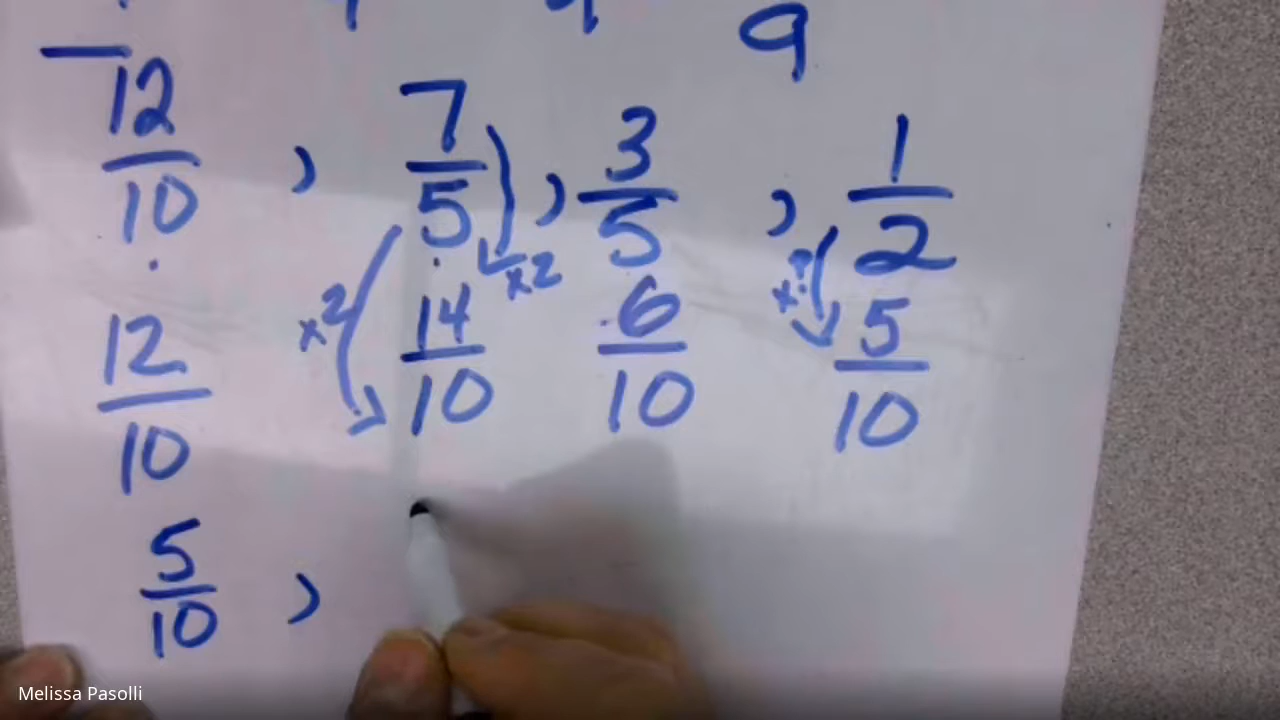 9
12/10 , 7/5 , 3/5 , 1/2
x2 x2
12/10 14/10 6/10 5/10
5/10 ,
Melissa Pasolli